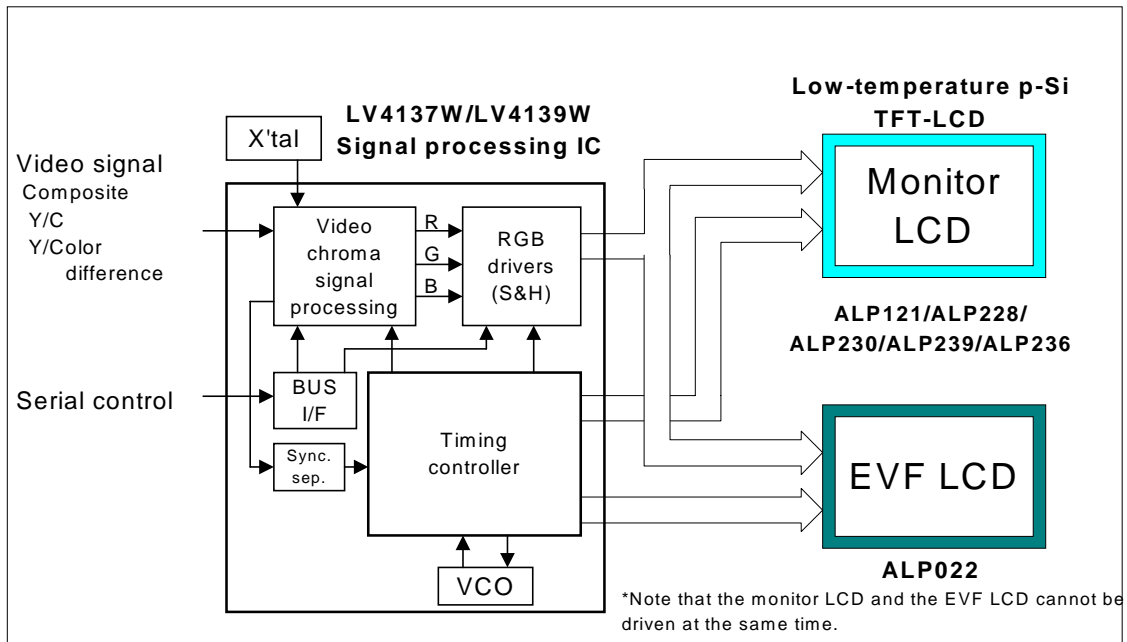 LV4137W/LV4139W
Signal processing IC
Low-temperature p-Si
TFT-LCD
X'tal
Video signal
Composite
Y/C
Y/Color
difference
Video
chroma
signal
processing
R
G
B
RGB
drivers
(S&H)
Monitor
LCD
ALP121/ALP228/
ALP230/ALP239/ALP236
Serial control
BUS
I/F
Sync.
sep.
Timing
controller
VCO
EVF LCD
ALP022
*Note that the monitor LCD and the EVF LCD cannot be
driven at the same time.